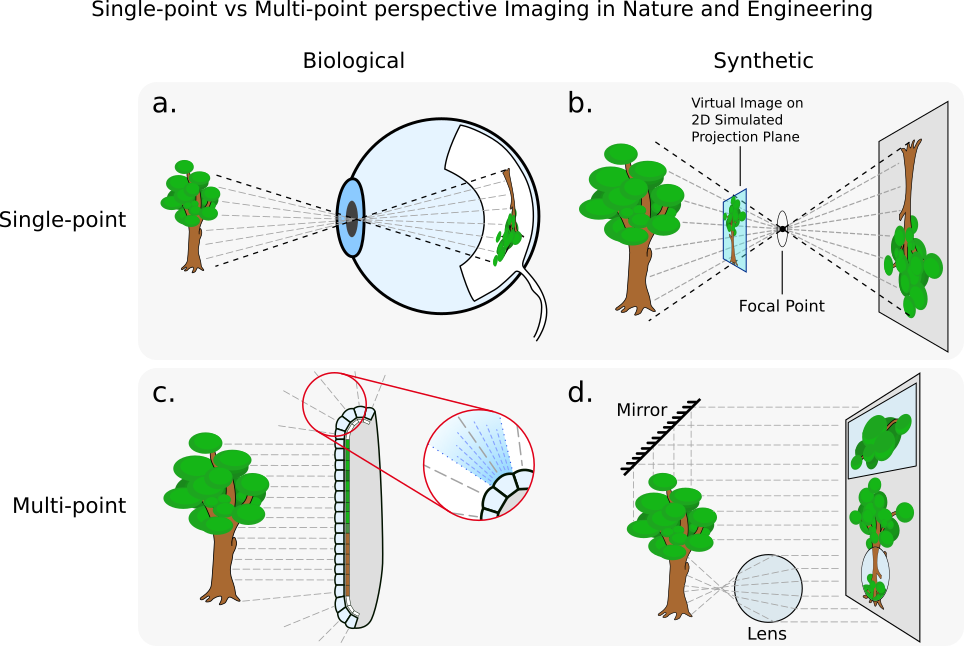 Single-point vs Multi-point perspective Imaging in Nature and Engineering
Biological
Synthetic
Single-point
a.
b.
Virtual Image on
2D Simulated
Projection Plane
Focal Point
Multi-point
c.
d.
Mirror
Lens